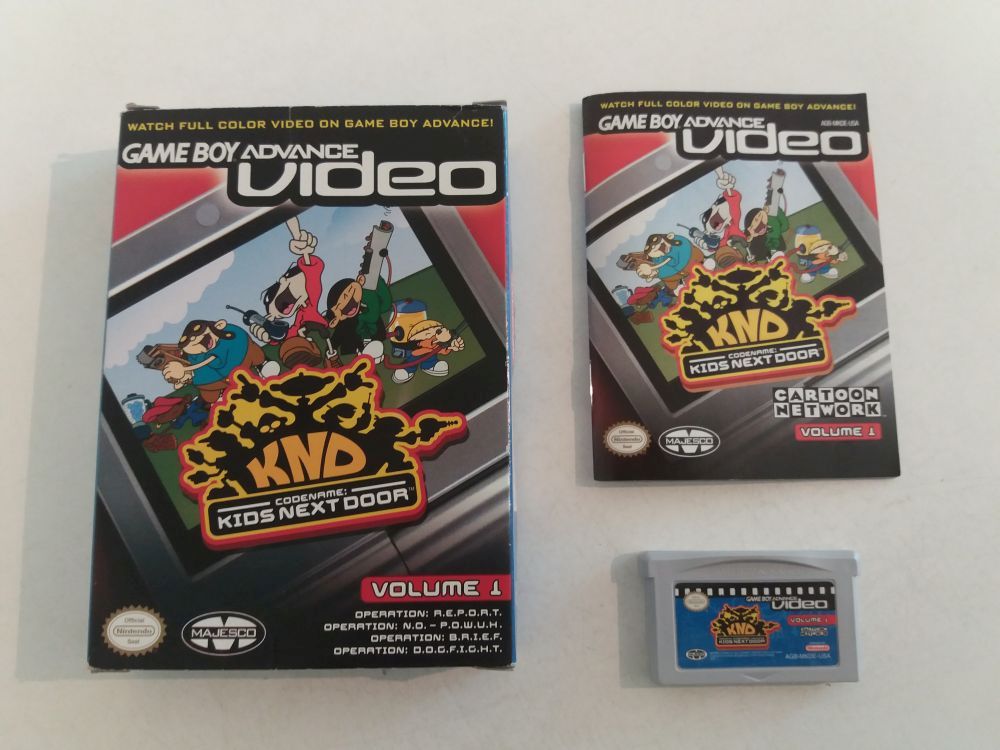 WATCH FULL COLOR VIDEO ON GAME BOY ADVANCE!
GAME BOY ADVANCE
video
KND
CODENAME:
KIDS NEXT DOOR™
VOLUME 1
OPERATION: R.E.P.O.R.T.
OPERATION: N.O. - P.O.W.U.H.
OPERATION: B.R.I.E.F.
OPERATION: D.O.G.F.I.G.H.T.
Official
Nintendo
Seal
MAJESCO
WATCH FULL COLOR VIDEO ON GAME BOY ADVANCE!
GAME BOY ADVANCE
AGB-MKDE-USA
video
KND
CODENAME:
KIDS NEXT DOOR™
CARTOON
NETWORK
VOLUME 1
Official
Nintendo
Seal
MAJESCO
GAME BOY ADVANCE
video
KND
KIDS NEXT DOOR
VOLUME 1
Nintendo
AGB-MKDE-USA